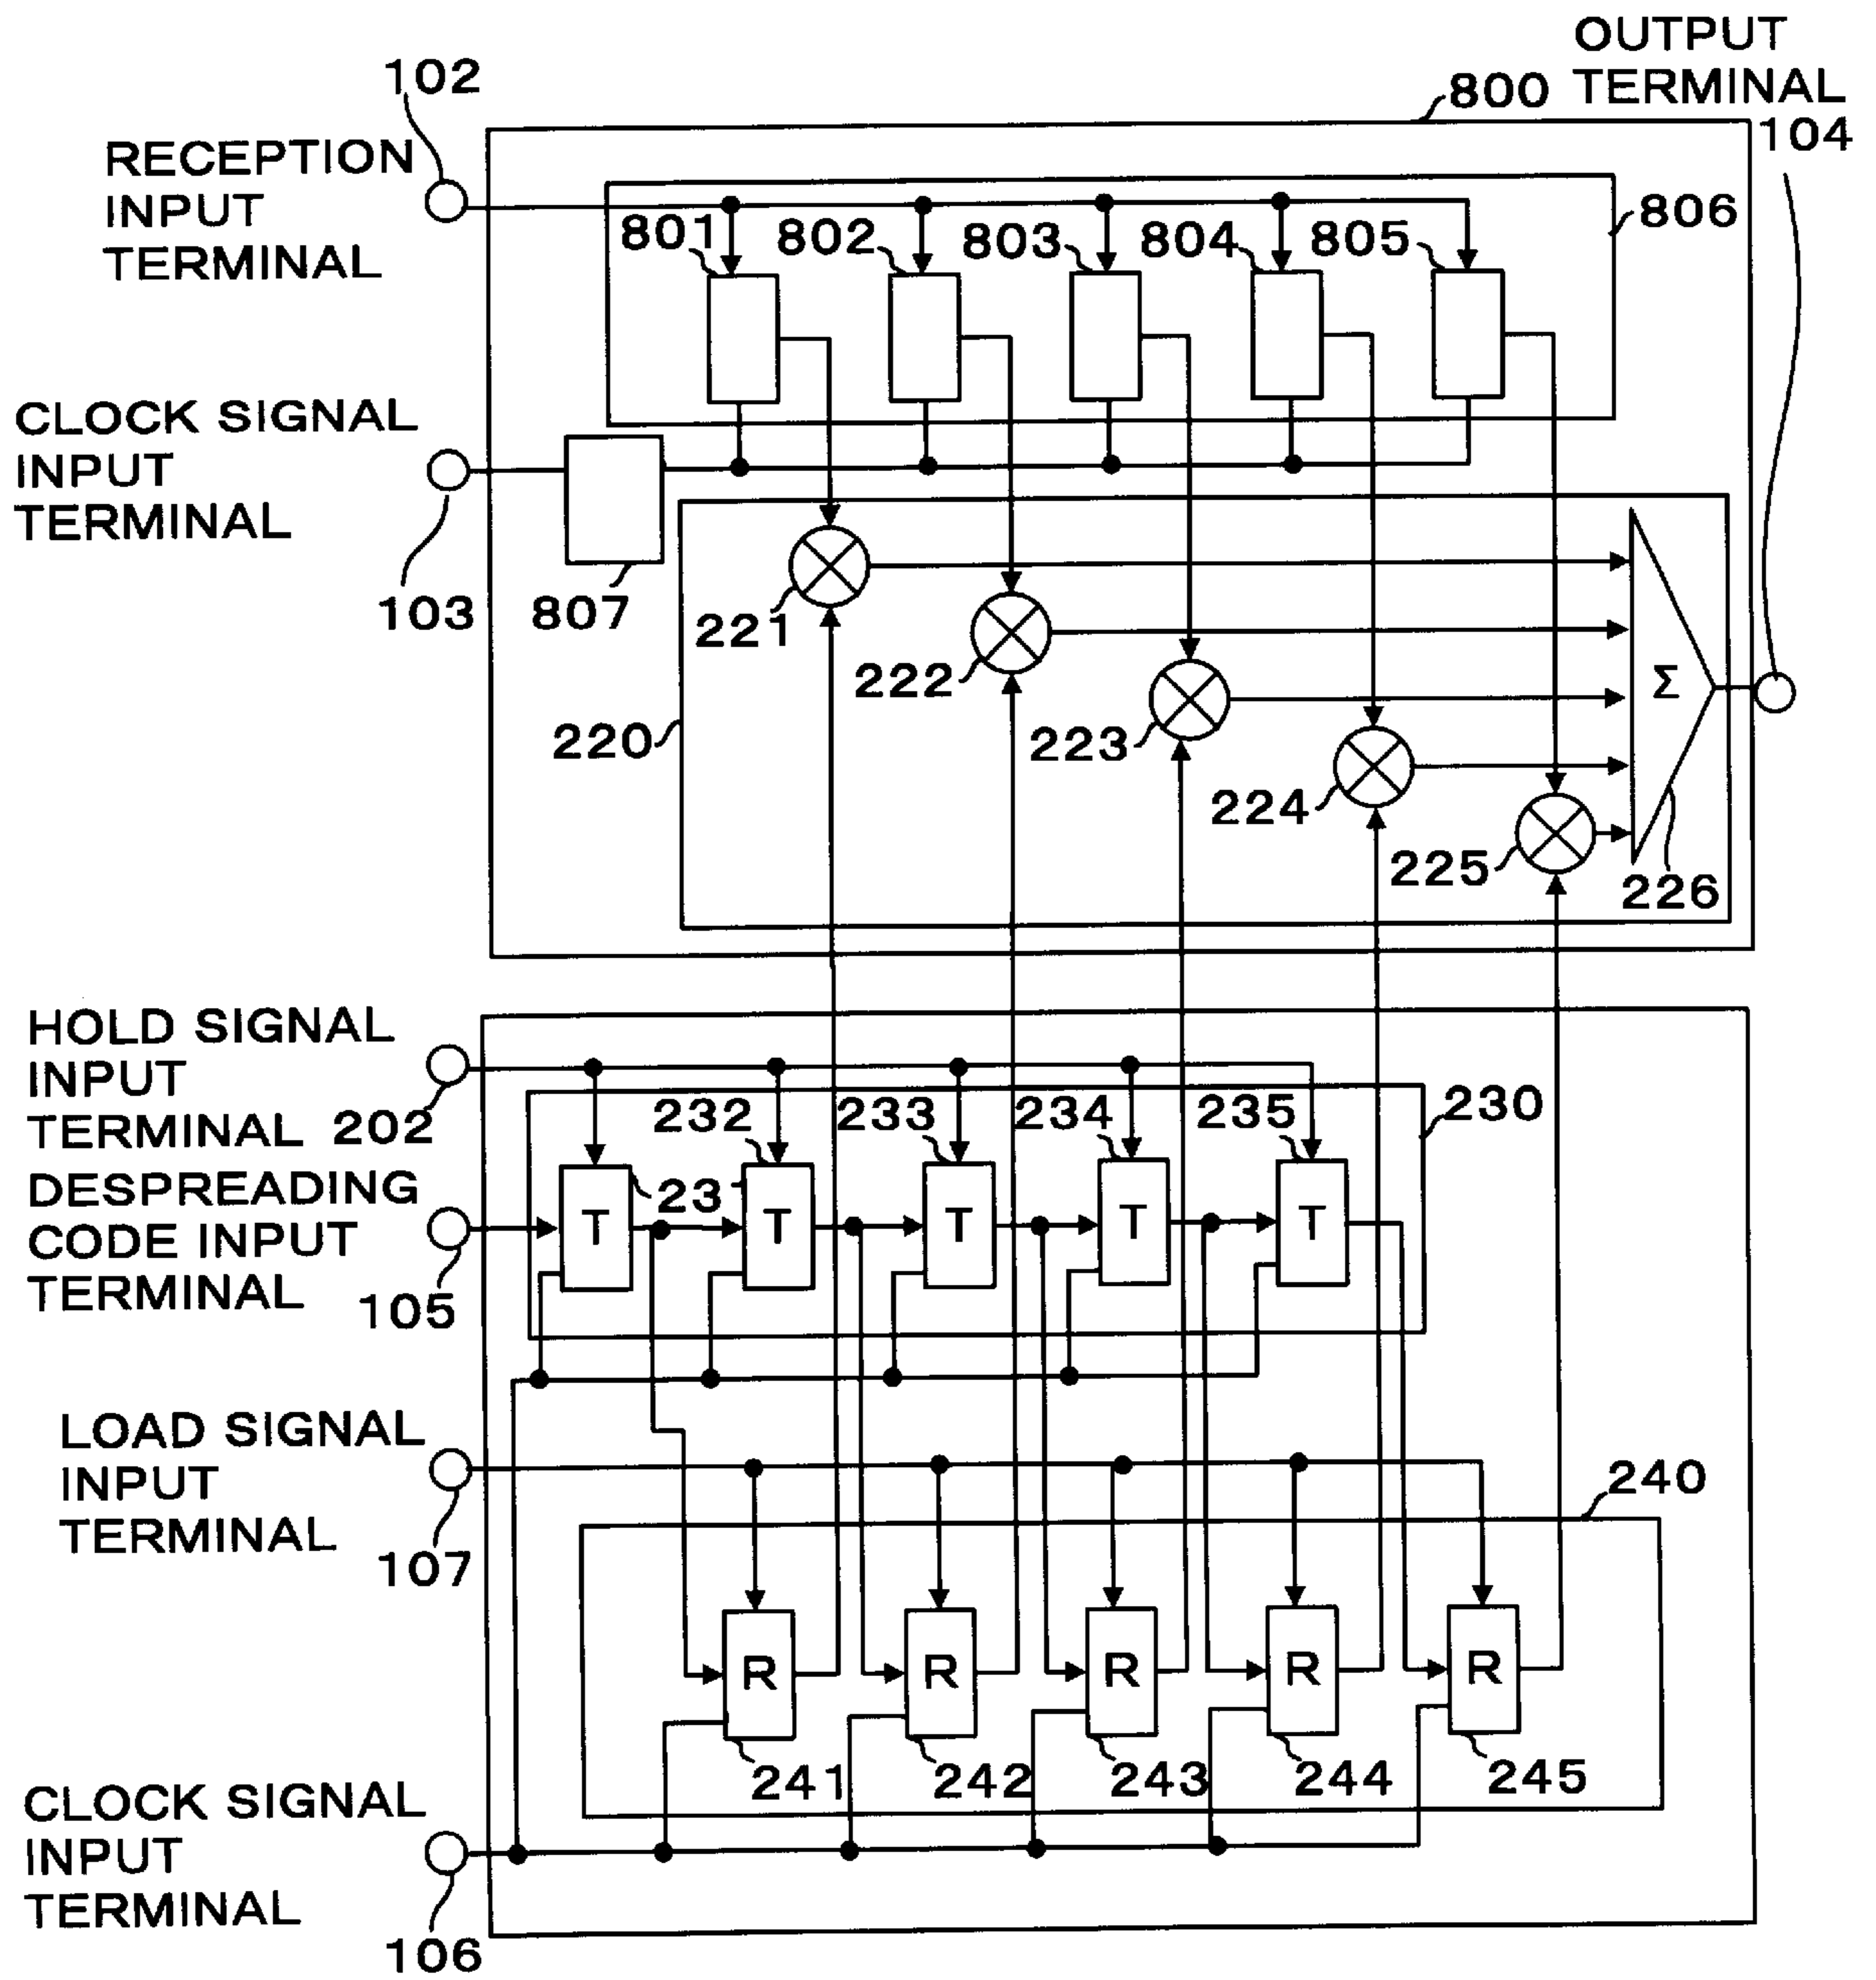 OUTPUT
TERMINAL
104
800
102
RECEPTION
INPUT
TERMINAL
806
801
802
803
804
805
CLOCK SIGNAL
INPUT
TERMINAL
103
807
221
222
223
224
225
220
Σ
226
HOLD SIGNAL
INPUT
TERMINAL 202
232
233
234
235
230
DESPREADING
CODE INPUT
TERMINAL
105
T
231
T
T
T
T
LOAD SIGNAL
INPUT
TERMINAL
107
240
R
R
R
R
R
241
242
243
244
245
CLOCK SIGNAL
INPUT
TERMINAL
106